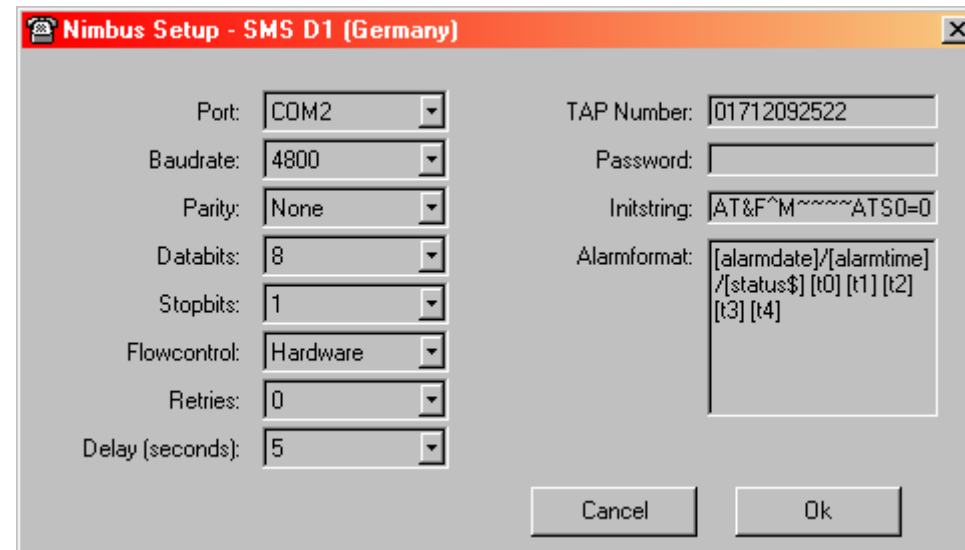 Nimbus Setup - SMS D1 (Germany)
Port: COM2
Baudrate: 4800
Parity: None
Databits: 8
Stopbits: 1
Flowcontrol: Hardware
Retries: 0
Delay (seconds): 5
TAP Number: 01712092522
Password:
Initstring: AT&F^M~~~~ATS0=0
Alarmformat: [alarmdate]/[alarmtime]
/[status$] [t0] [t1] [t2]
[t3] [t4]
Cancel
Ok